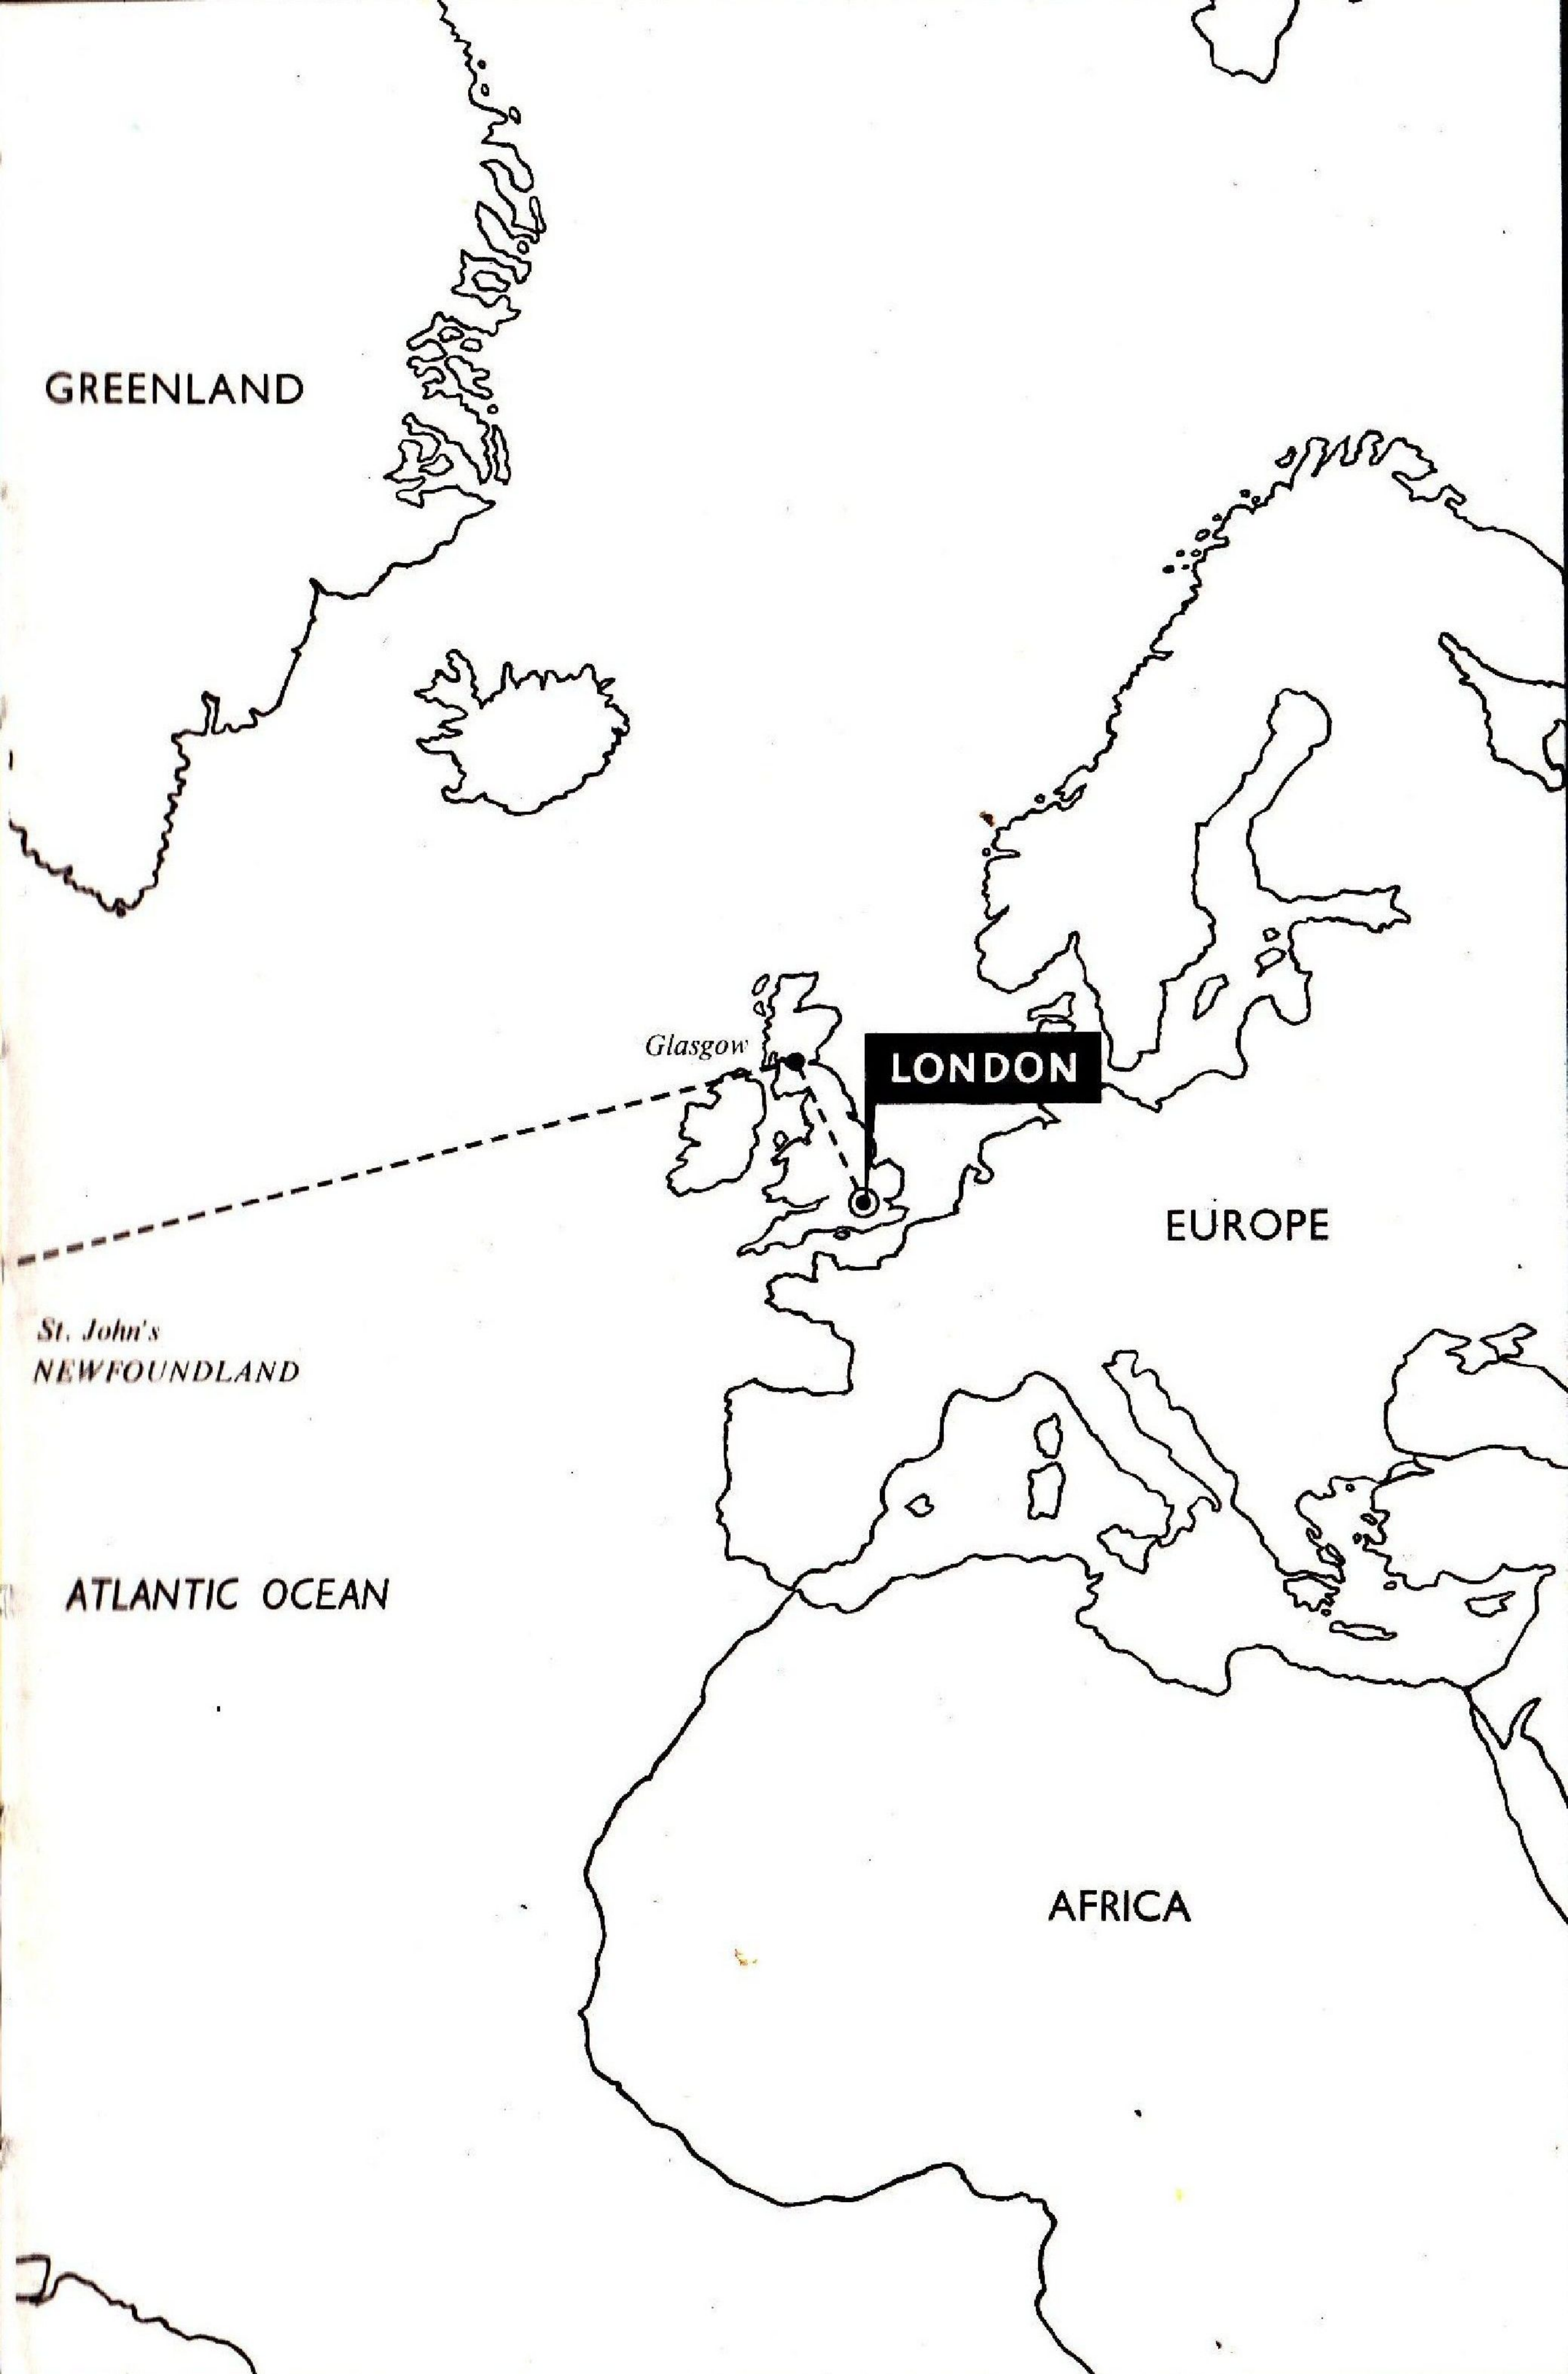 GREENLAND
Glasgow
LONDON
EUROPE
St. John's
NEWFOUNDLAND
ATLANTIC OCEAN
AFRICA